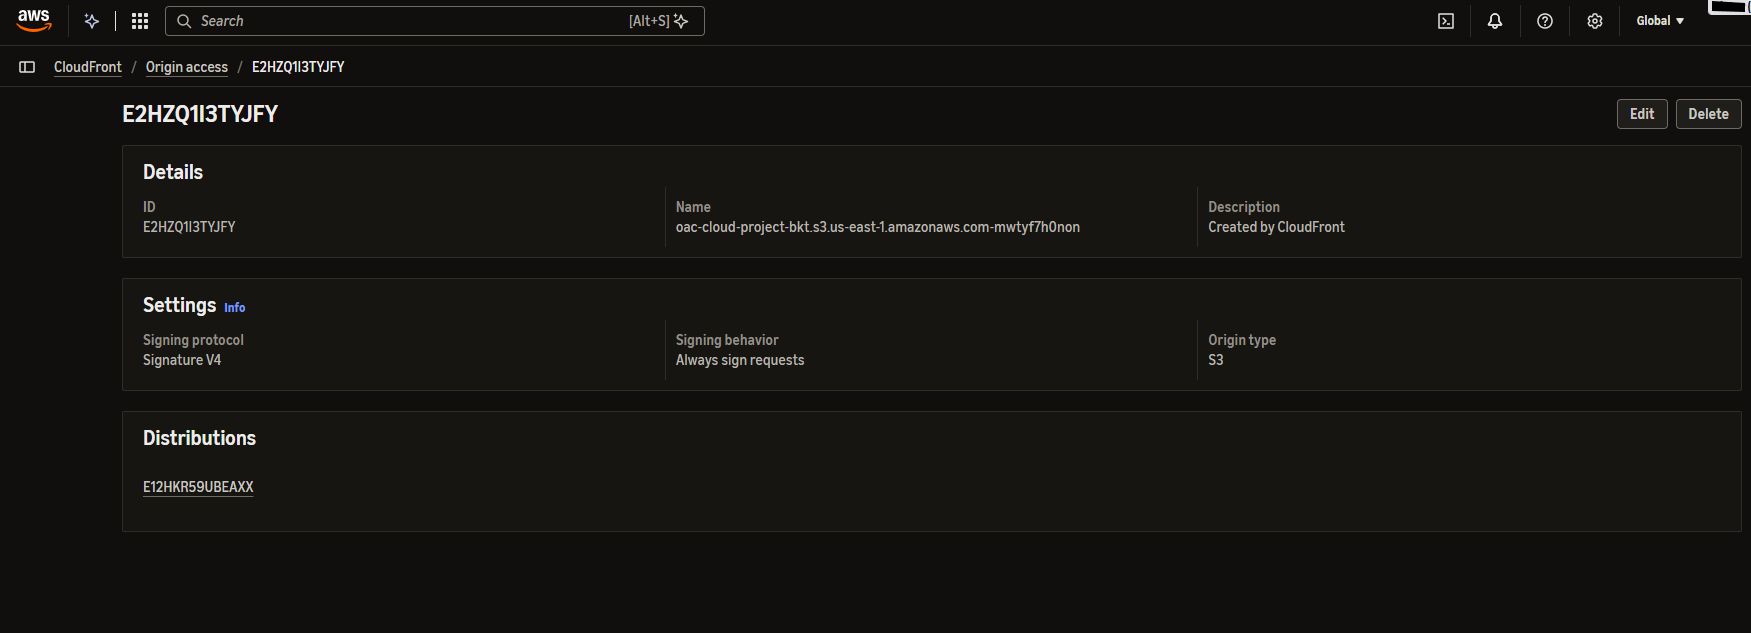 aws
Search [Alt+S]
Global
CloudFront / Origin access / E2HZQ1I3TYJFY
E2HZQ1I3TYJFY
Edit Delete
Details
ID
E2HZQ1I3TYJFY
Name
oac-cloud-project-bkt.s3.us-east-1.amazonaws.com-mwtyf7h0non
Description
Created by CloudFront
Settings Info
Signing protocol
Signature V4
Signing behavior
Always sign requests
Origin type
S3
Distributions
E12HKR59UBEAXX